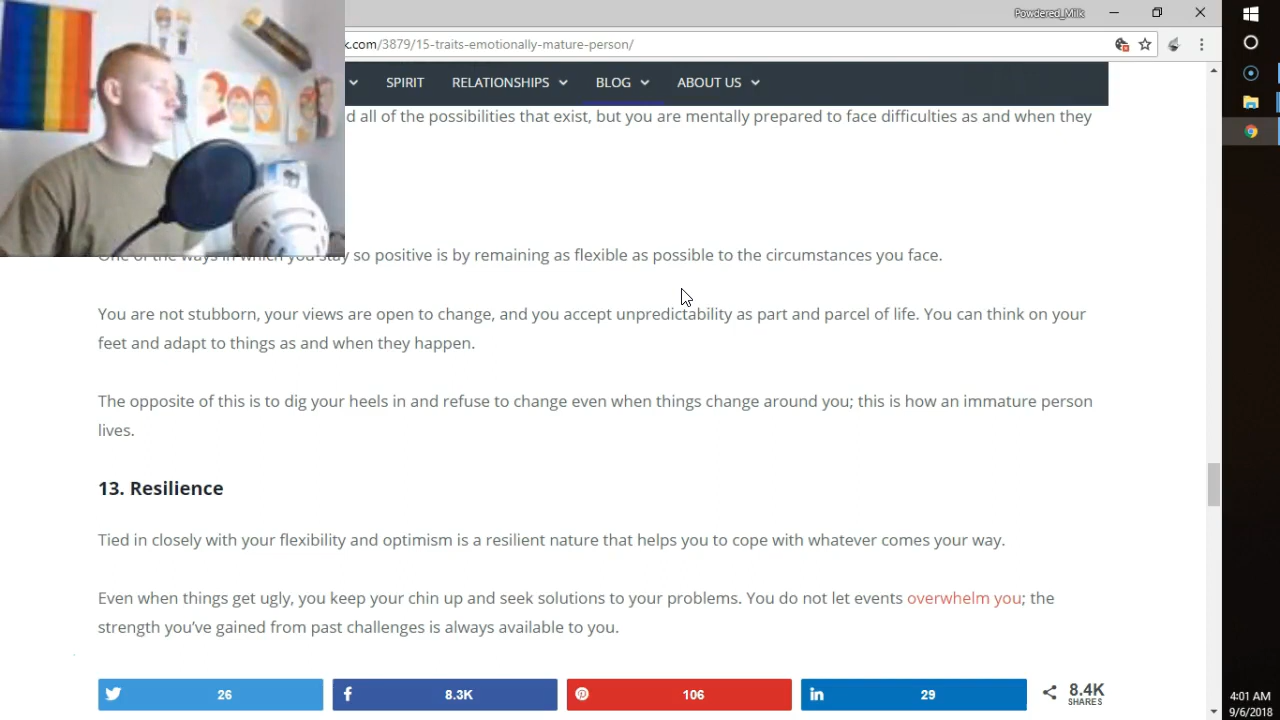 Powdered_Milk
k.com/3879/15-traits-emotionally-mature-person/
SPIRIT RELATIONSHIPS BLOG ABOUT US
d all of the possibilities that exist, but you are mentally prepared to face difficulties as and when they
One of the ways in which you stay so positive is by remaining as flexible as possible to the circumstances you face.
You are not stubborn, your views are open to change, and you accept unpredictability as part and parcel of life. You can think on your
feet and adapt to things as and when they happen.
The opposite of this is to dig your heels in and refuse to change even when things change around you; this is how an immature person
lives.
13. Resilience
Tied in closely with your flexibility and optimism is a resilient nature that helps you to cope with whatever comes your way.
Even when things get ugly, you keep your chin up and seek solutions to your problems. You do not let events overwhelm you; the
strength you’ve gained from past challenges is always available to you.
26 8.3K 106 29 8.4K
SHARES
4:01 AM
9/6/2018